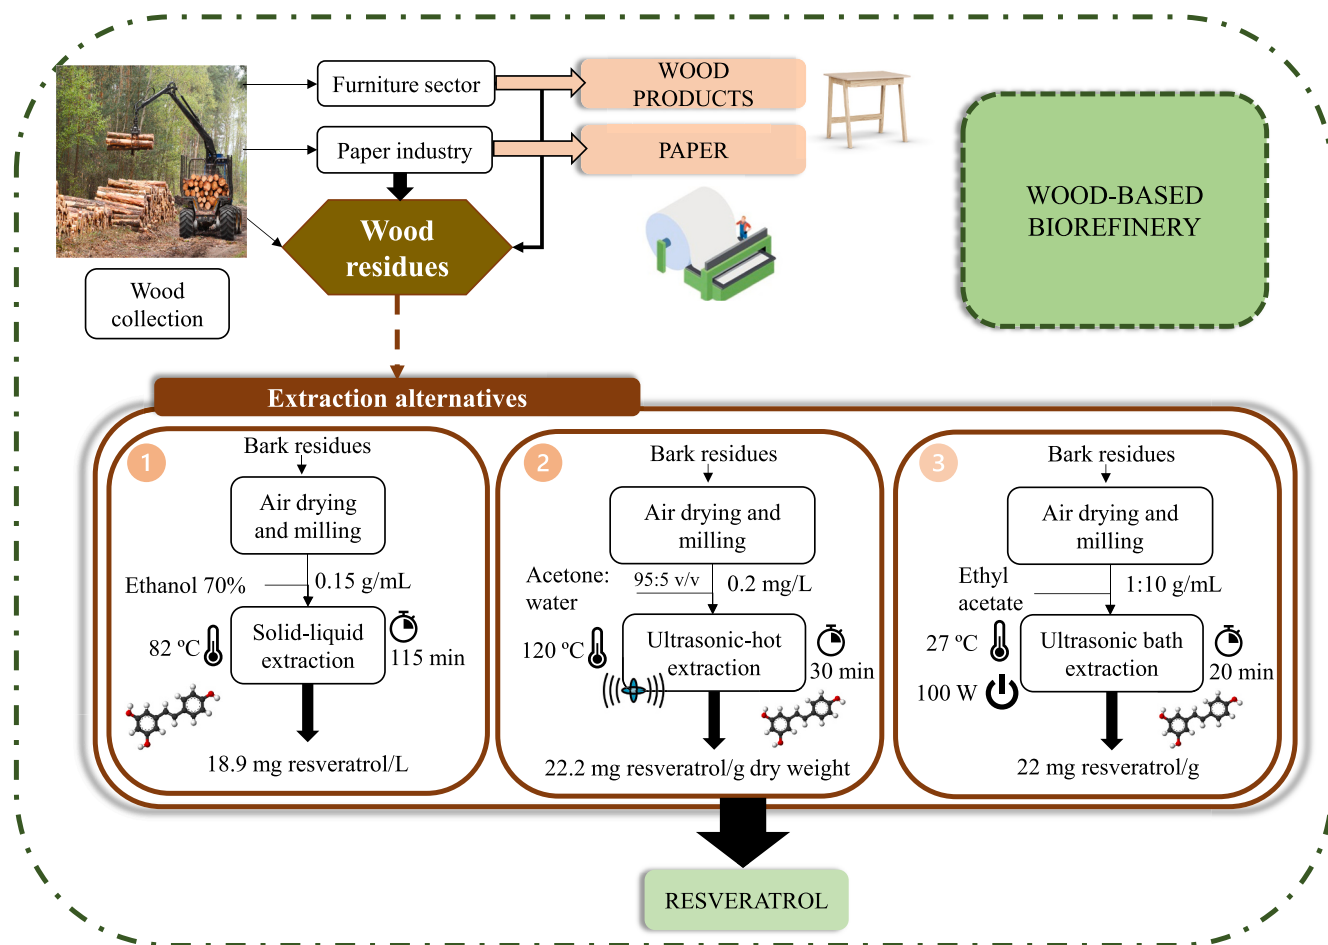 Furniture sector
WOOD
PRODUCTS
Paper industry
PAPER
Wood
residues
Wood
collection
WOOD-BASED
BIOREFINERY
Extraction alternatives
1
Bark residues
Air drying
and milling
Ethanol 70%
0.15 g/mL
Solid-liquid
extraction
82 ºC
115 min
18.9 mg resveratrol/L
2
Bark residues
Air drying and
milling
Acetone:
water
95:5 v/v
0.2 mg/L
Ultrasonic-hot
extraction
120 ºC
30 min
22.2 mg resveratrol/g dry weight
3
Bark residues
Air drying and
milling
Ethyl
acetate
1:10 g/mL
Ultrasonic bath
extraction
27 ºC
100 W
20 min
22 mg resveratrol/g
RESVERATROL